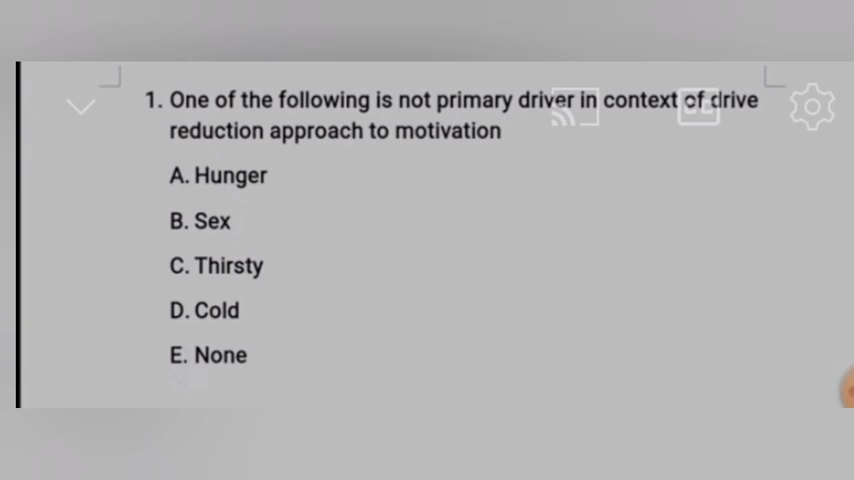 1. One of the following is not primary driver in context of drive
reduction approach to motivation
A. Hunger
B. Sex
C. Thirsty
D. Cold
E. None
CC